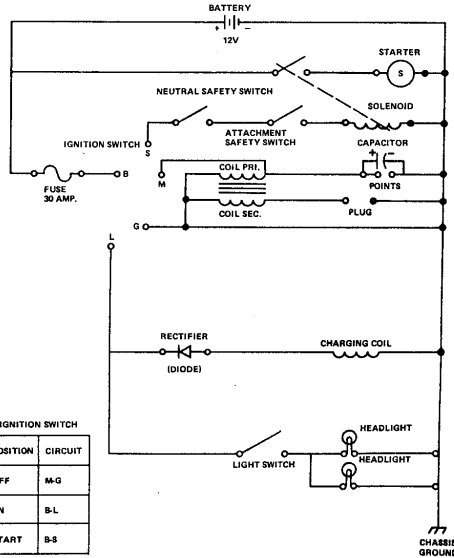 BATTERY
+ −
12V
STARTER
S
NEUTRAL SAFETY SWITCH
SOLENOID
ATTACHMENT
SAFETY SWITCH
CAPACITOR
+ −
IGNITION SWITCH
S
COIL PRI.
B
M
POINTS
FUSE
30 AMP.
COIL SEC.
PLUG
G
L
RECTIFIER
CHARGING COIL
(DIODE)
IGNITION SWITCH
OSITION CIRCUIT
FF M-G
N B-L
TART B-S
HEADLIGHT
HEADLIGHT
LIGHT SWITCH
CHASSIS
GROUND